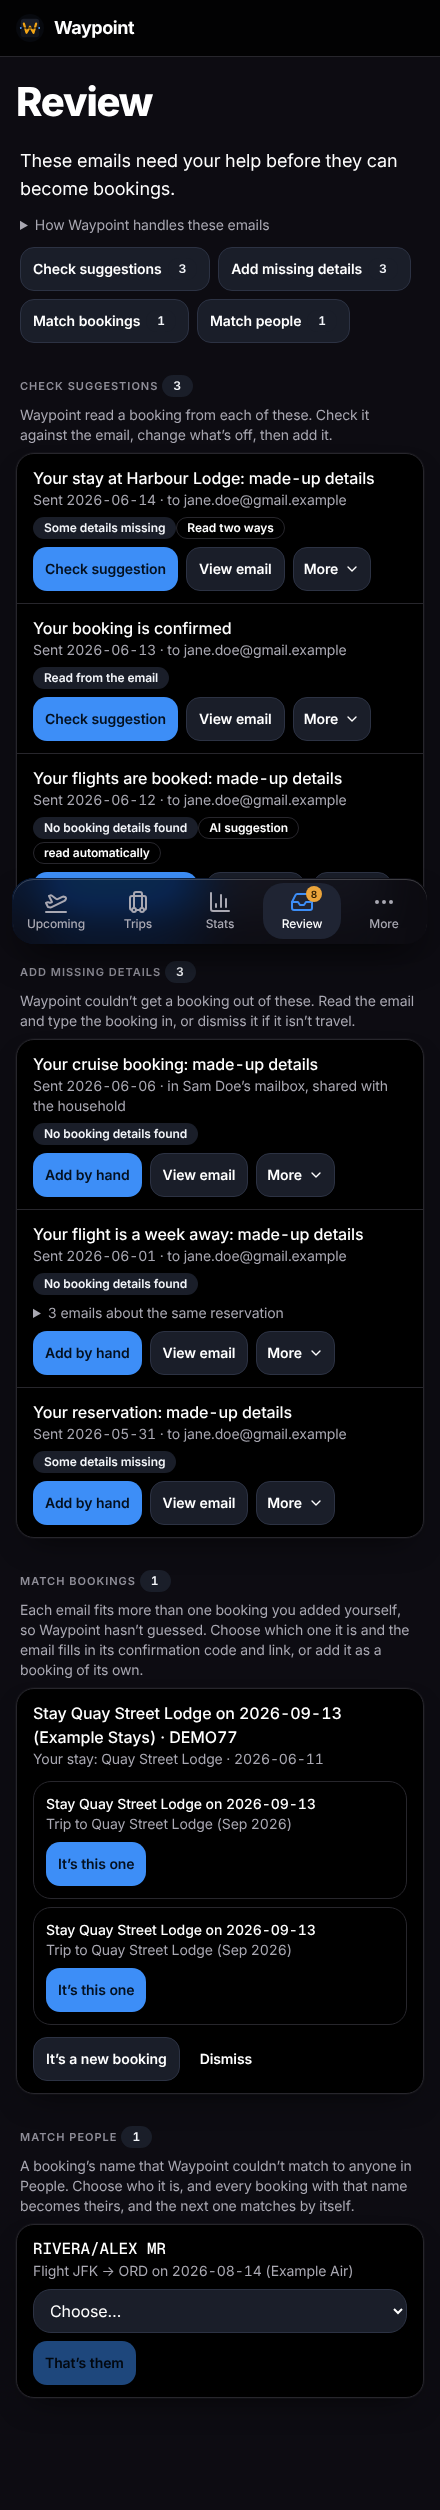 Waypoint
Review
These emails need your help before they can
become bookings.
How Waypoint handles these emails
Check suggestions 3
Add missing details 3
Match bookings 1
Match people 1
CHECK SUGGESTIONS 3
Waypoint read a booking from each of these. Check it
against the email, change what’s off, then add it.
Your stay at Harbour Lodge: made-up details
Sent 2026-06-14 · to jane.doe@gmail.example
Some details missing
Read two ways
Check suggestion
View email
More
Your booking is confirmed
Sent 2026-06-13 · to jane.doe@gmail.example
Read from the email
Check suggestion
View email
More
Your flights are booked: made-up details
Sent 2026-06-12 · to jane.doe@gmail.example
No booking details found
AI suggestion
read automatically
Upcoming
Trips
Stats
8
Review
More
ADD MISSING DETAILS 3
Waypoint couldn’t get a booking out of these. Read the email
and type the booking in, or dismiss it if it isn’t travel.
Your cruise booking: made-up details
Sent 2026-06-06 · in Sam Doe’s mailbox, shared with
the household
No booking details found
Add by hand
View email
More
Your flight is a week away: made-up details
Sent 2026-06-01 · to jane.doe@gmail.example
No booking details found
3 emails about the same reservation
Add by hand
View email
More
Your reservation: made-up details
Sent 2026-05-31 · to jane.doe@gmail.example
Some details missing
Add by hand
View email
More
MATCH BOOKINGS 1
Each email fits more than one booking you added yourself,
so Waypoint hasn’t guessed. Choose which one it is and the
email fills in its confirmation code and link, or add it as a
booking of its own.
Stay Quay Street Lodge on 2026-09-13
(Example Stays) · DEMO77
Your stay: Quay Street Lodge · 2026-06-11
Stay Quay Street Lodge on 2026-09-13
Trip to Quay Street Lodge (Sep 2026)
It’s this one
Stay Quay Street Lodge on 2026-09-13
Trip to Quay Street Lodge (Sep 2026)
It’s this one
It’s a new booking
Dismiss
MATCH PEOPLE 1
A booking’s name that Waypoint couldn’t match to anyone in
People. Choose who it is, and every booking with that name
becomes theirs, and the next one matches by itself.
RIVERA/ALEX MR
Flight JFK → ORD on 2026-08-14 (Example Air)
Choose…
That’s them